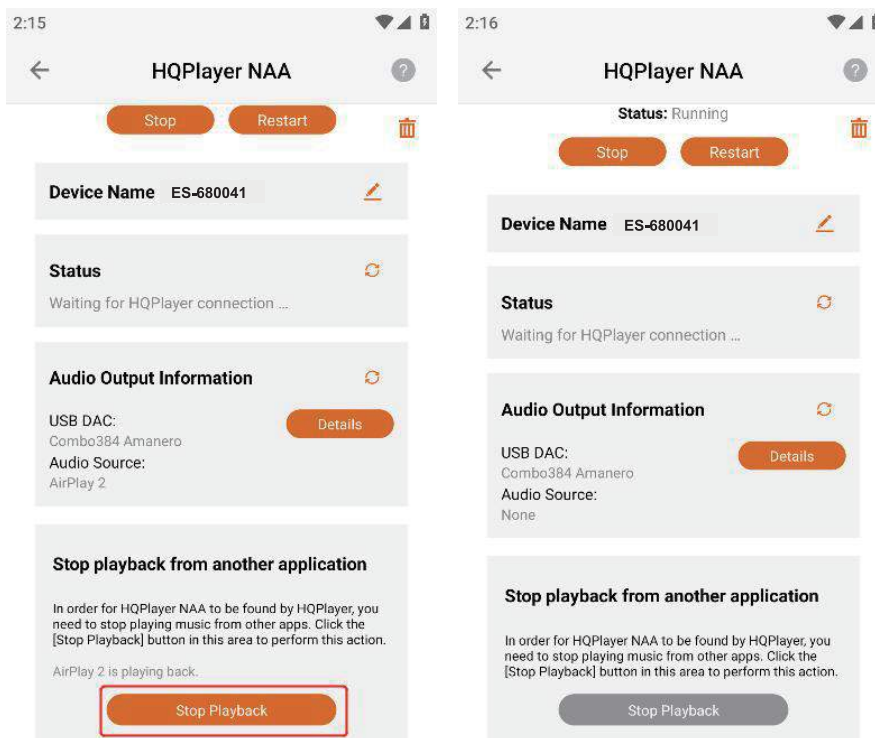 2:15
HQPlayer NAA
?
Stop
Restart
Device Name ES-680041
Status
Waiting for HQPlayer connection ...
Audio Output Information
USB DAC:
Details
Combo384 Amanero
Audio Source:
AirPlay 2
Stop playback from another application
In order for HQPlayer NAA to be found by HQPlayer, you
need to stop playing music from other apps. Click the
[Stop Playback] button in this area to perform this action.
AirPlay 2 is playing back.
Stop Playback
2:16
HQPlayer NAA
?
Status: Running
Stop
Restart
Device Name ES-680041
Status
Waiting for HQPlayer connection ...
Audio Output Information
USB DAC:
Details
Combo384 Amanero
Audio Source:
None
Stop playback from another application
In order for HQPlayer NAA to be found by HQPlayer, you
need to stop playing music from other apps. Click the
[Stop Playback] button in this area to perform this action.
Stop Playback